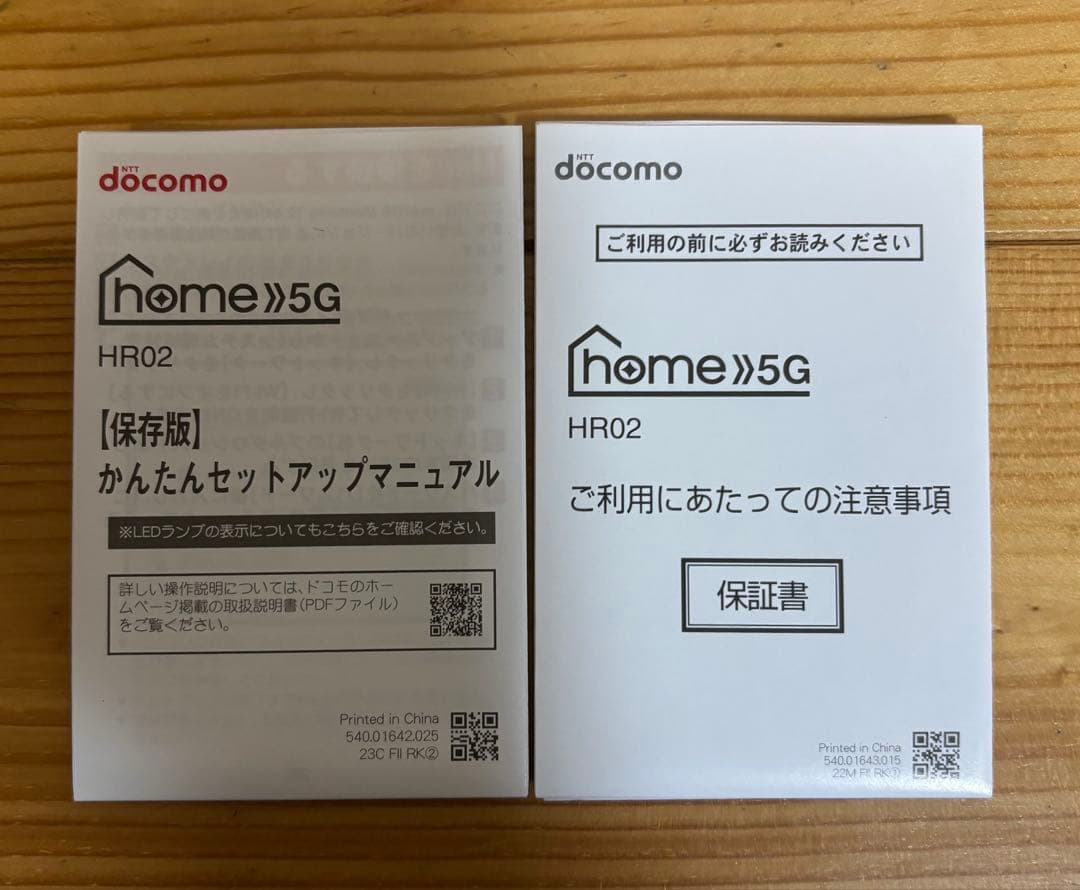 NTT
docomo
home 5G
HR02
【保存版】
かんたんセットアップマニュアル
※LEDランプの表示についてもこちらをご確認ください。
詳しい操作説明については、ドコモのホー
ムページ掲載の取扱説明書(PDFファイル)
をご覧ください。
Printed in China
540.01642.025
23C FII RK②
NTT
docomo
ご利用の前に必ずお読みください
home 5G
HR02
ご利用にあたっての注意事項
保証書
Printed in China
540.01643.015
22M FII RK①